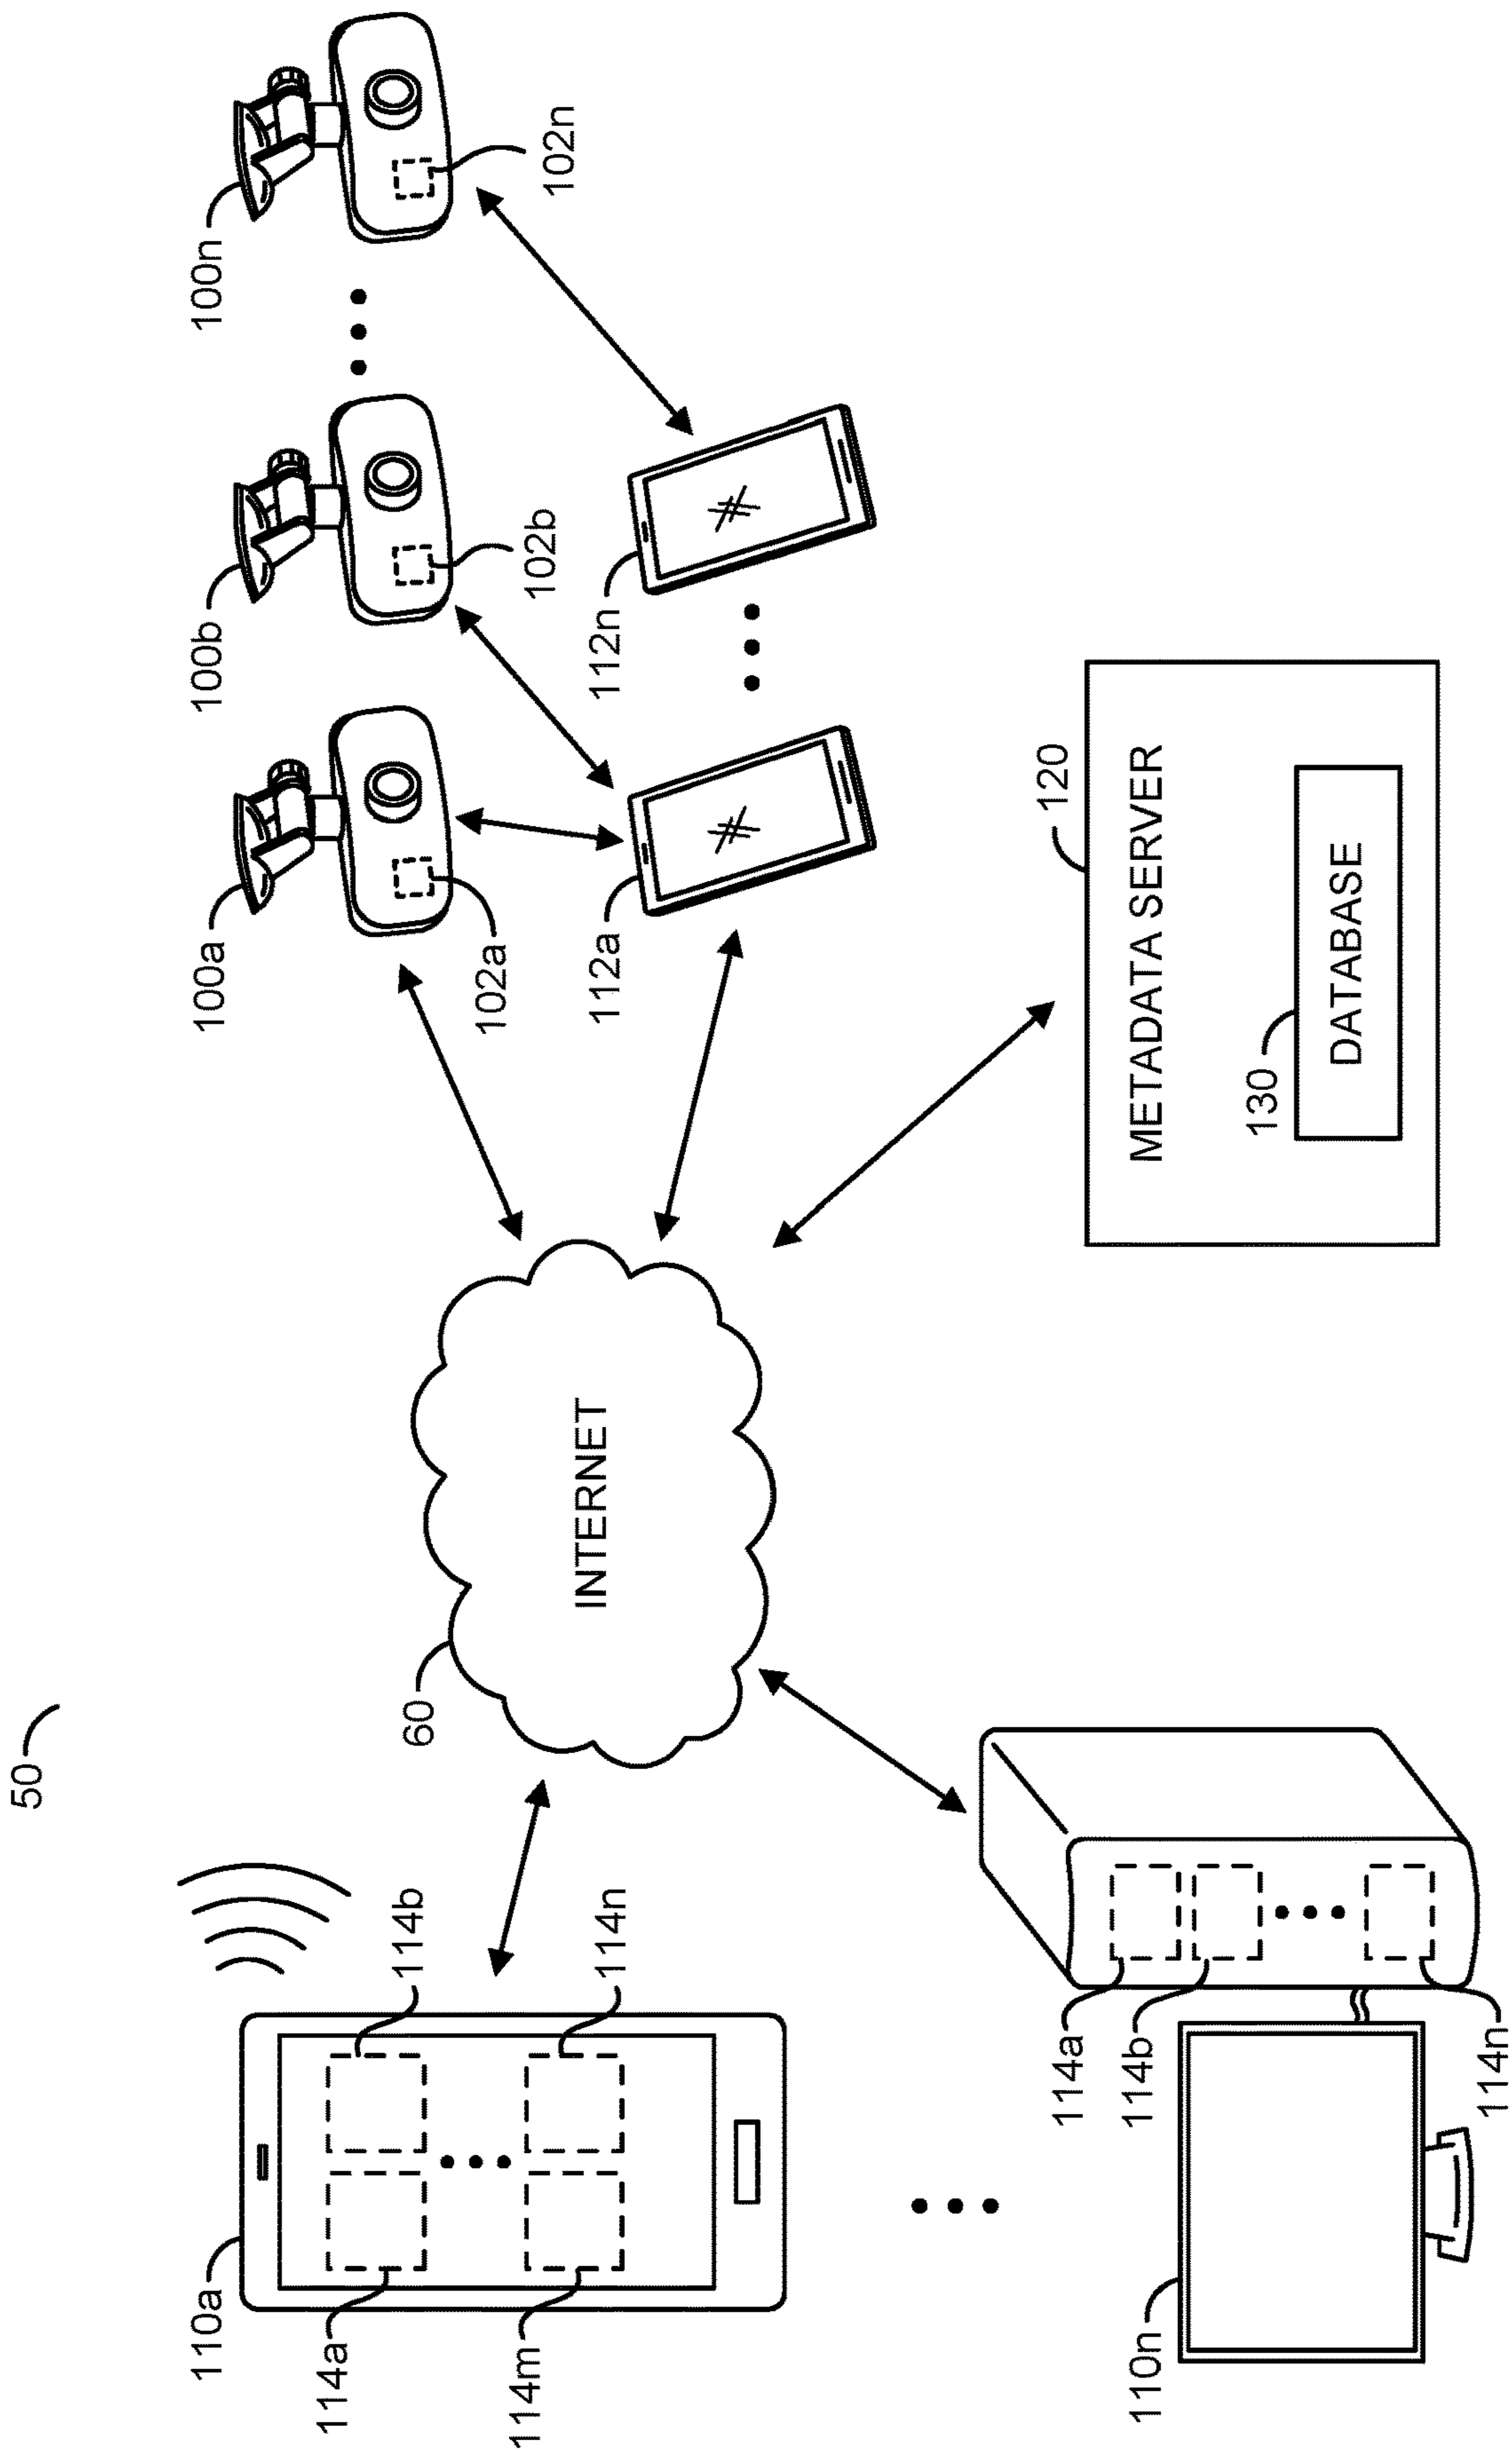 50
110a
114a
114b
114m
114n
60
INTERNET
100a
100b
100n
102a
102b
102n
112a
112n
110n
114a
114b
114n
120
METADATA SERVER
130
DATABASE